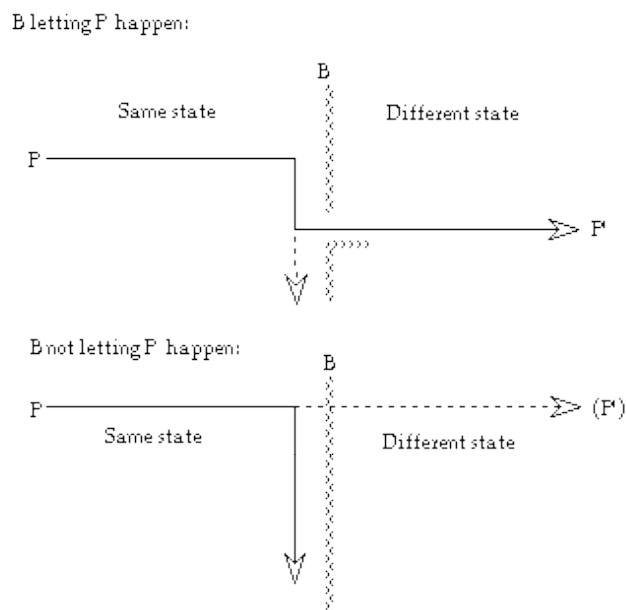 B letting P happen:
B
Same state
Different state
P
P'
B not letting P happen:
B
P
(P')
Same state
Different state